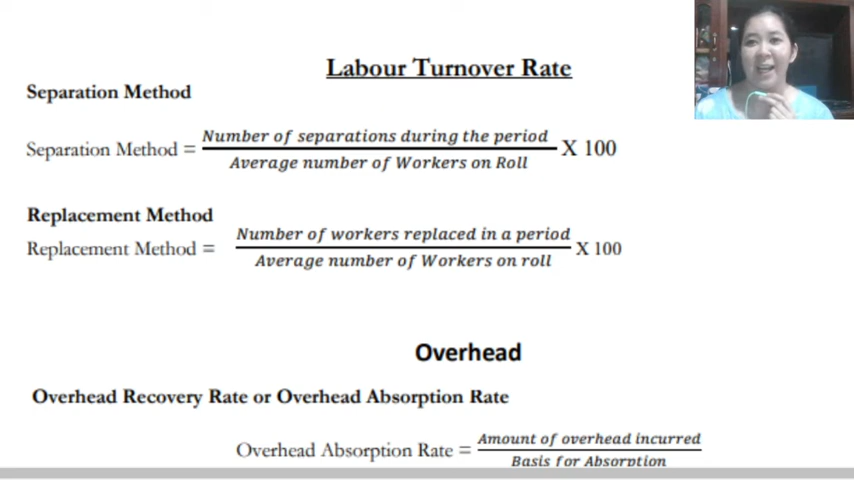 Labour Turnover Rate
Separation Method
Separation Method = Number of separations during the period / Average number of Workers on Roll X 100
Replacement Method
Replacement Method = Number of workers replaced in a period / Average number of Workers on roll X 100
Overhead
Overhead Recovery Rate or Overhead Absorption Rate
Overhead Absorption Rate = Amount of overhead incurred / Basis for Absorption